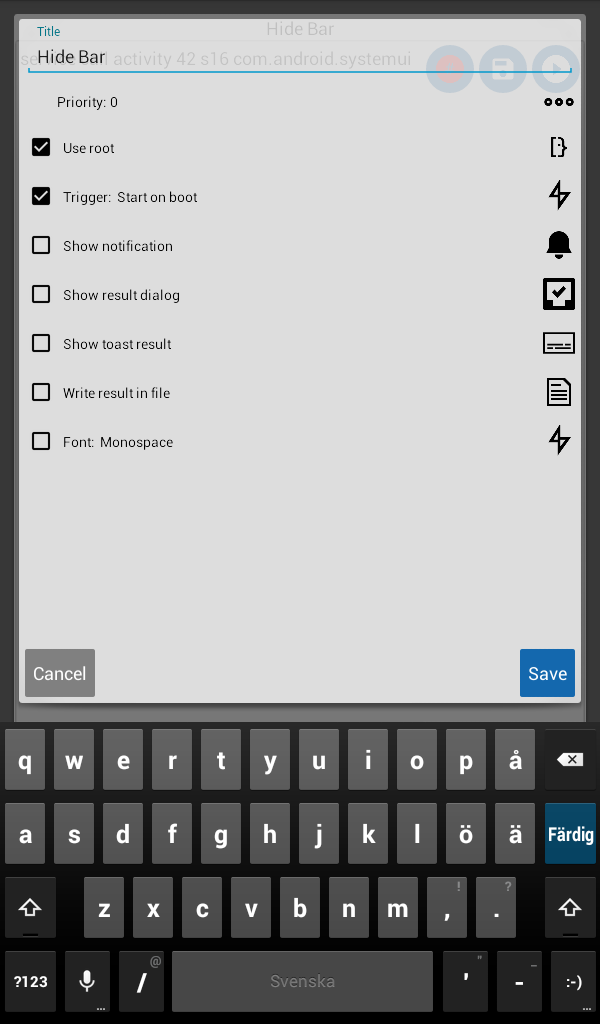 Title
Hide Bar
Hide Bar
activity 42 s16 com.android.systemui
Priority: 0
Use root
Trigger: Start on boot
Show notification
Show result dialog
Show toast result
Write result in file
Font: Monospace
Cancel
Save
q w e r t y u i o p å
a s d f g h j k l ö ä Färdig
z x c v b n m , ! . ?
?123 ... / @ Svenska ' " - _ :-) ...